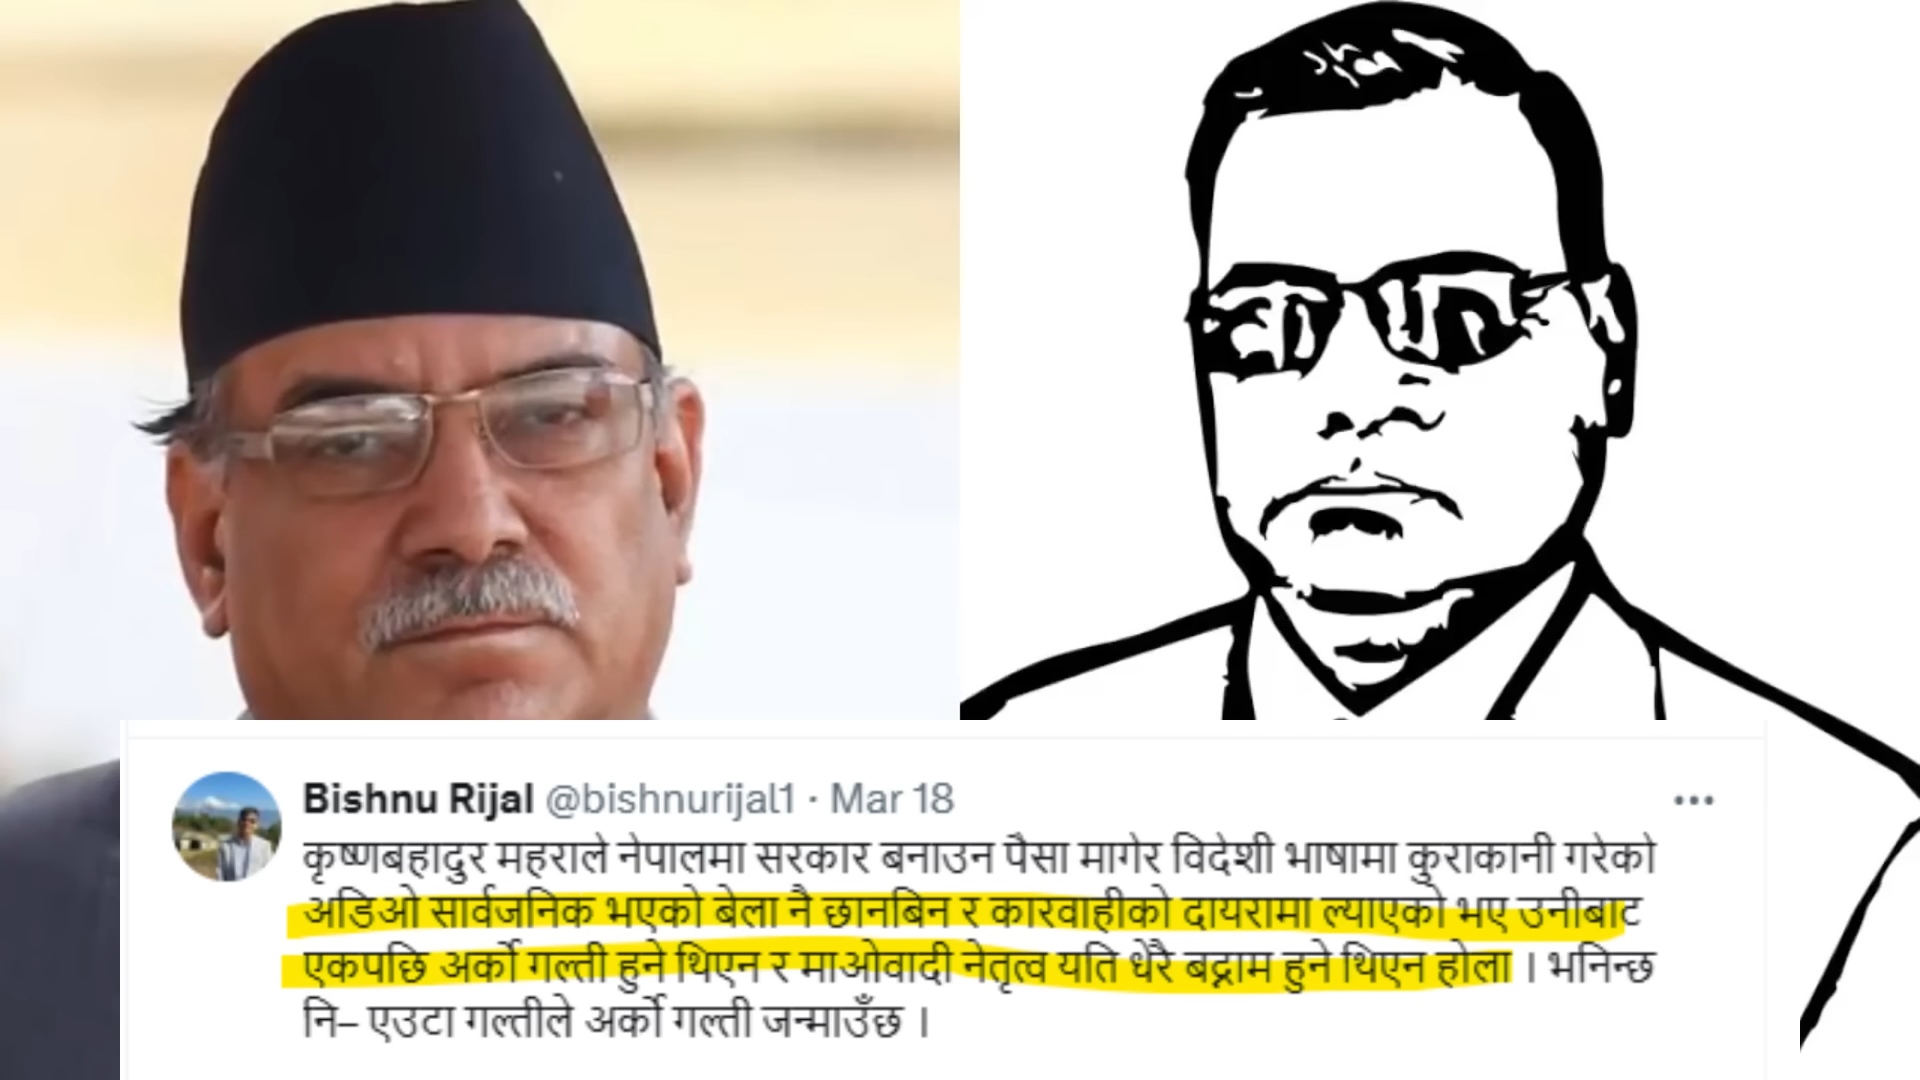 Bishnu Rijal @bishnurijal1 · Mar 18
कृष्णबहादुर महराले नेपालमा सरकार बनाउन पैसा मागेर विदेशी भाषामा कुराकानी गरेको
अडिओ सार्वजनिक भएको बेला नै छानबिन र कारवाहीको दायरामा ल्याएको भए उनीबाट
एकपछि अर्को गल्ती हुने थिएन र माओवादी नेतृत्व यति धेरै बद्नाम हुने थिएन होला । भनिन्छ
नि– एउटा गल्तीले अर्को गल्ती जन्माउँछ ।